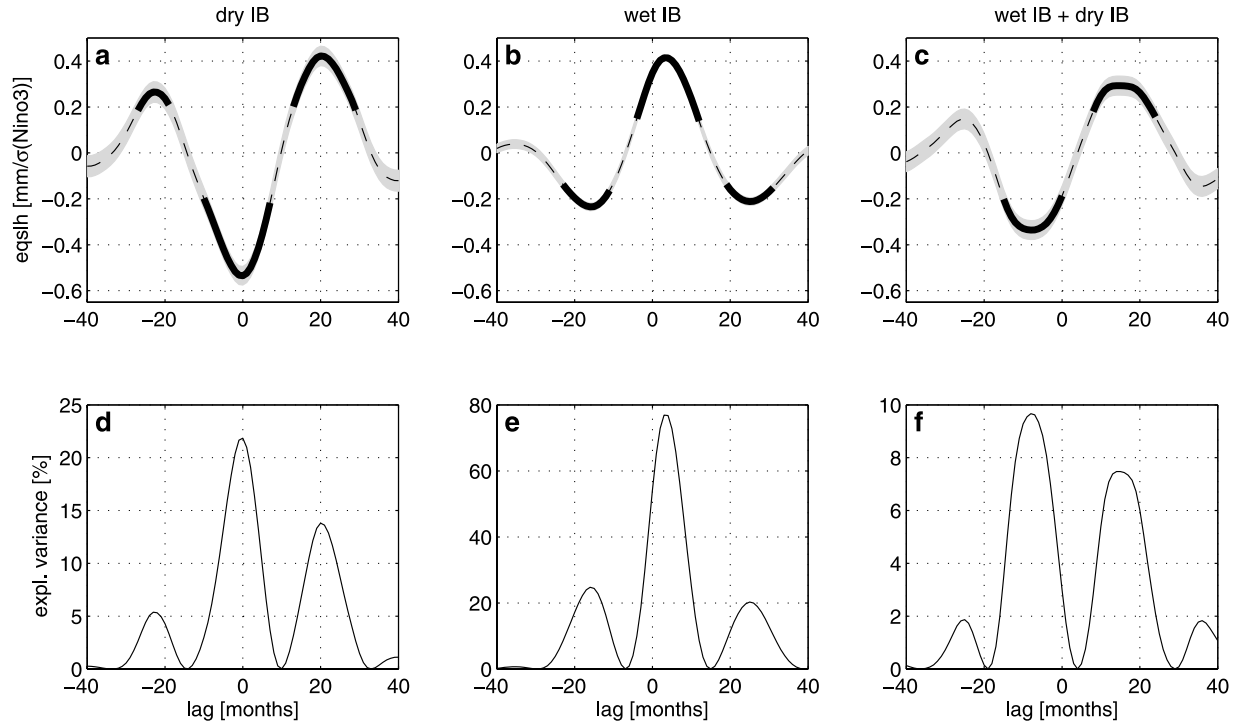 dry IB
wet IB
wet IB + dry IB
a
b
c
eqslh [mm/σ(Nino3)]
0.4
0.2
0
−0.2
−0.4
−0.6
0.4
0.2
0
−0.2
−0.4
−0.6
0.4
0.2
0
−0.2
−0.4
−0.6
−40 −20 0 20 40
−40 −20 0 20 40
−40 −20 0 20 40
d
e
f
expl. variance [%]
25
20
15
10
5
0
80
60
40
20
0
10
8
6
4
2
0
−40 −20 0 20 40
−40 −20 0 20 40
−40 −20 0 20 40
lag [months]
lag [months]
lag [months]